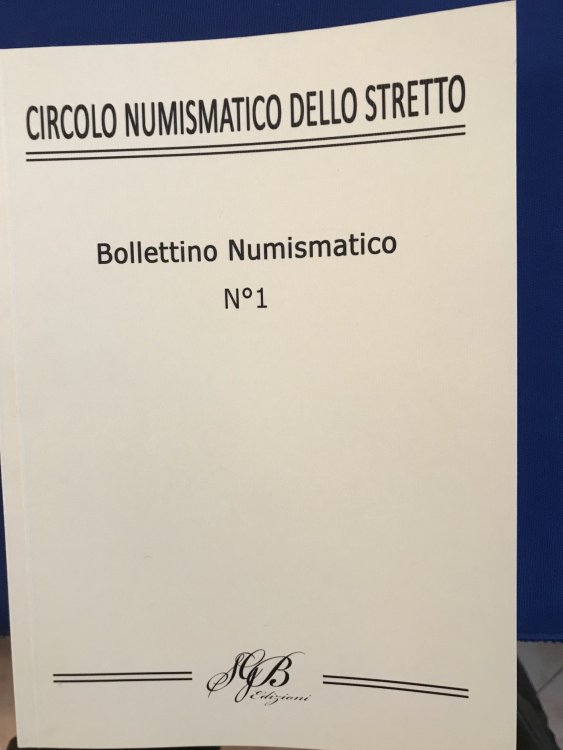 CIRCOLO NUMISMATICO DELLO STRETTO
Bollettino Numismatico
N°1
SGB
Edizioni